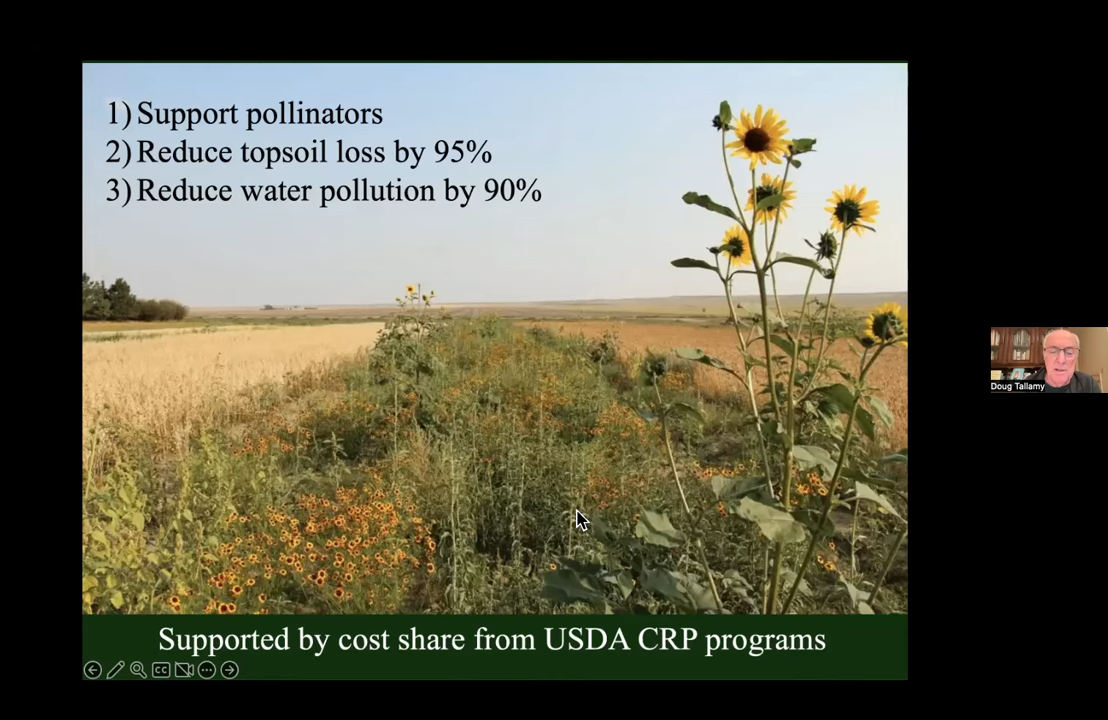 1) Support pollinators
2) Reduce topsoil loss by 95%
3) Reduce water pollution by 90%
Doug Tallamy
Supported by cost share from USDA CRP programs
CC